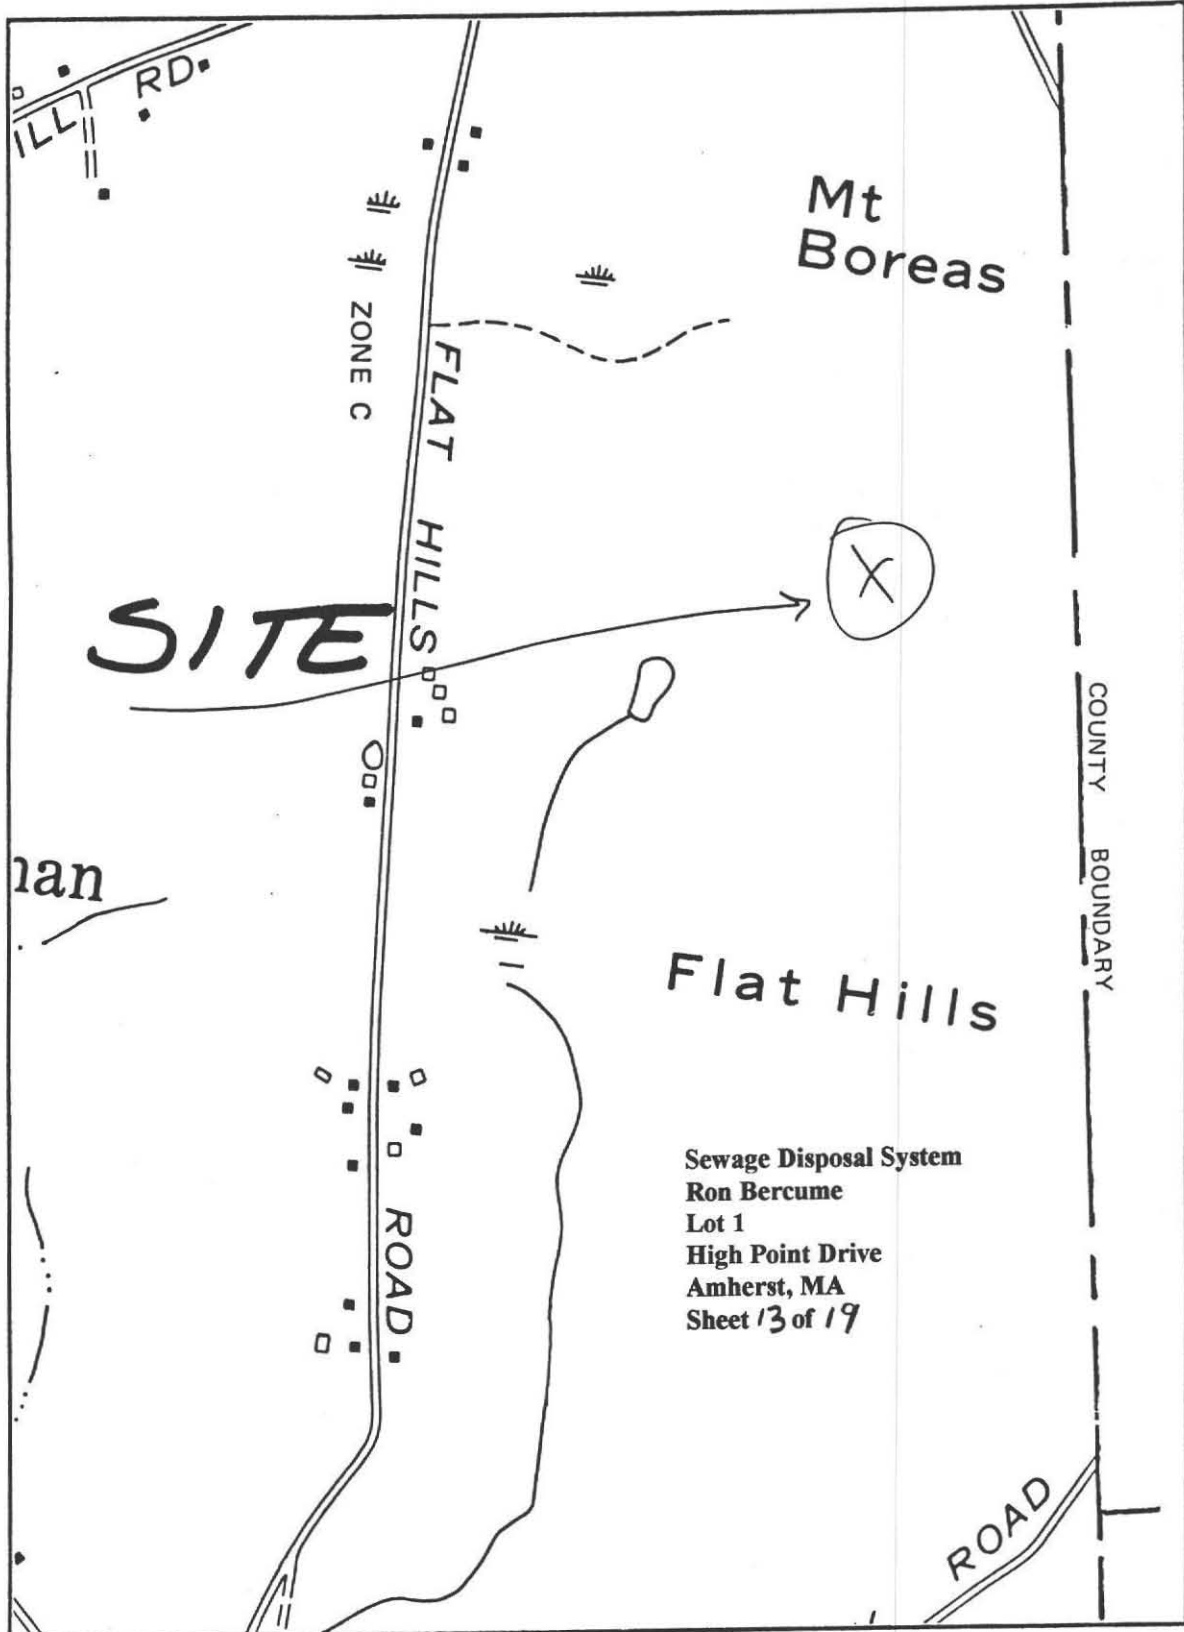 ILL RD.
Mt
Boreas
ZONE C
FLAT HILLS ROAD
SITE
X
COUNTY BOUNDARY
nan
Flat Hills
Sewage Disposal System
Ron Bercume
Lot 1
High Point Drive
Amherst, MA
Sheet 13 of 19
ROAD